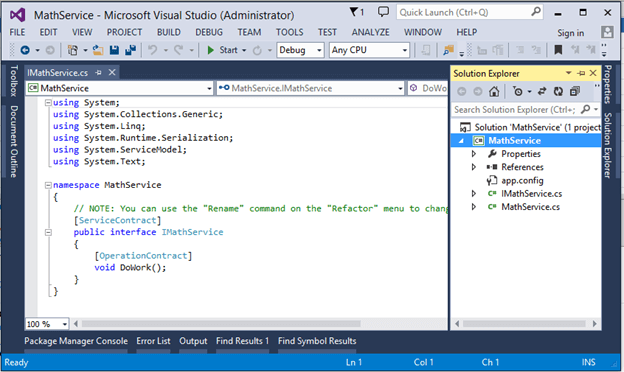 MathService - Microsoft Visual Studio (Administrator)
1
Quick Launch (Ctrl+Q)
FILE EDIT VIEW PROJECT BUILD DEBUG TEAM TOOLS TEST ANALYZE WINDOW HELP Sign in
Start Debug Any CPU
Toolbox
Document Outline
IMathService.cs
MathService
MathService.IMathService
DoWo
using System;
using System.Collections.Generic;
using System.Linq;
using System.Runtime.Serialization;
using System.ServiceModel;
using System.Text;
namespace MathService
{
// NOTE: You can use the "Rename" command on the "Refactor" menu to chang
[ServiceContract]
public interface IMathService
{
[OperationContract]
void DoWork();
}
}
100 %
Solution Explorer
Search Solution Explorer (Ctrl+;
Solution 'MathService' (1 project
MathService
Properties
References
app.config
IMathService.cs
MathService.cs
Properties
Solution Explorer
Package Manager Console Error List Output Find Results 1 Find Symbol Results
Ready Ln 1 Col 1 Ch 1 INS